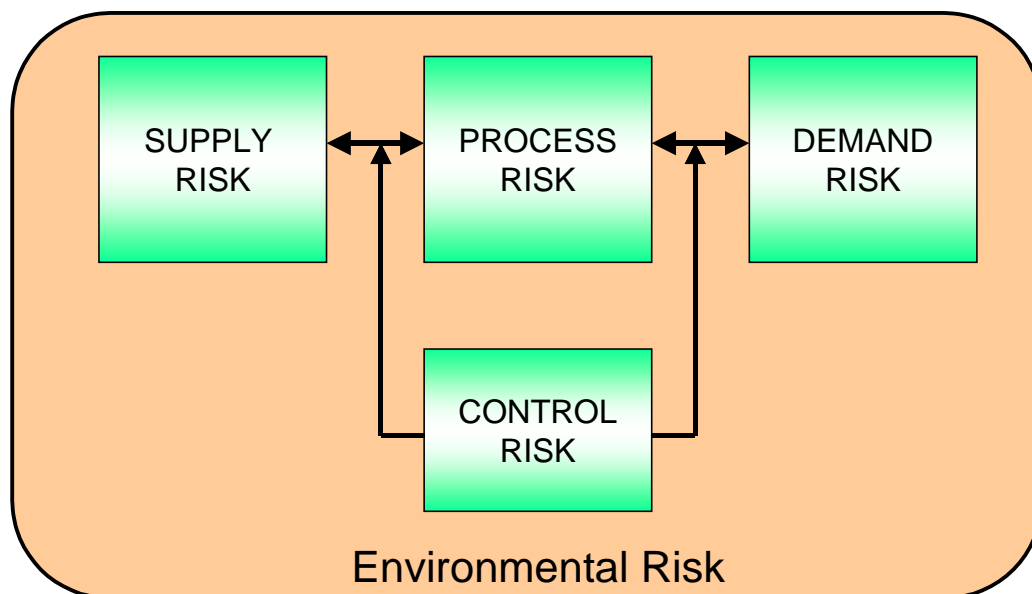 SUPPLY
RISK
PROCESS
RISK
DEMAND
RISK
CONTROL
RISK
Environmental Risk